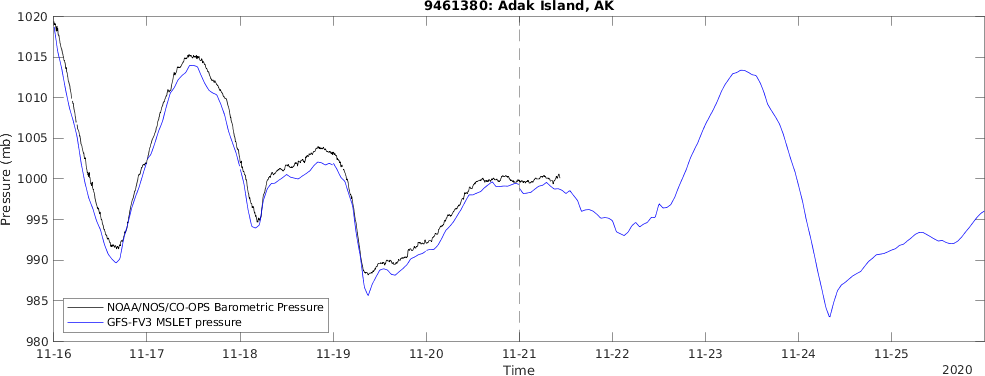 9461380: Adak Island, AK
1020
1015
1010
1005
1000
995
990
985
980
Pressure (mb)
NOAA/NOS/CO-OPS Barometric Pressure
GFS-FV3 MSLET pressure
11-16 11-17 11-18 11-19 11-20 11-21 11-22 11-23 11-24 11-25
Time
2020